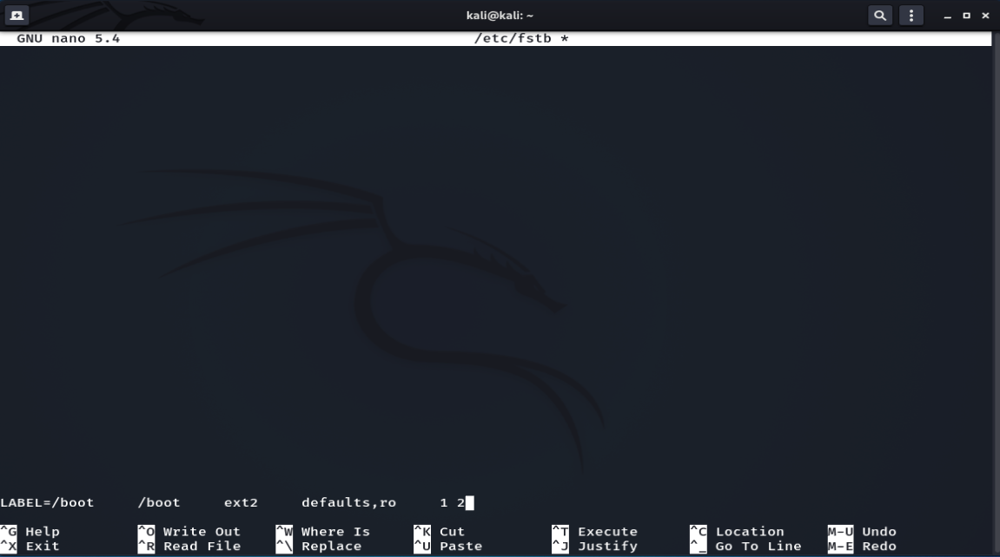 kali@kali: ~
GNU nano 5.4 /etc/fstb *
LABEL=/boot /boot ext2 defaults,ro 1 2
^G Help ^O Write Out ^W Where Is ^K Cut ^T Execute ^C Location M-U Undo
^X Exit ^R Read File ^\ Replace ^U Paste ^J Justify ^_ Go To Line M-E Redo